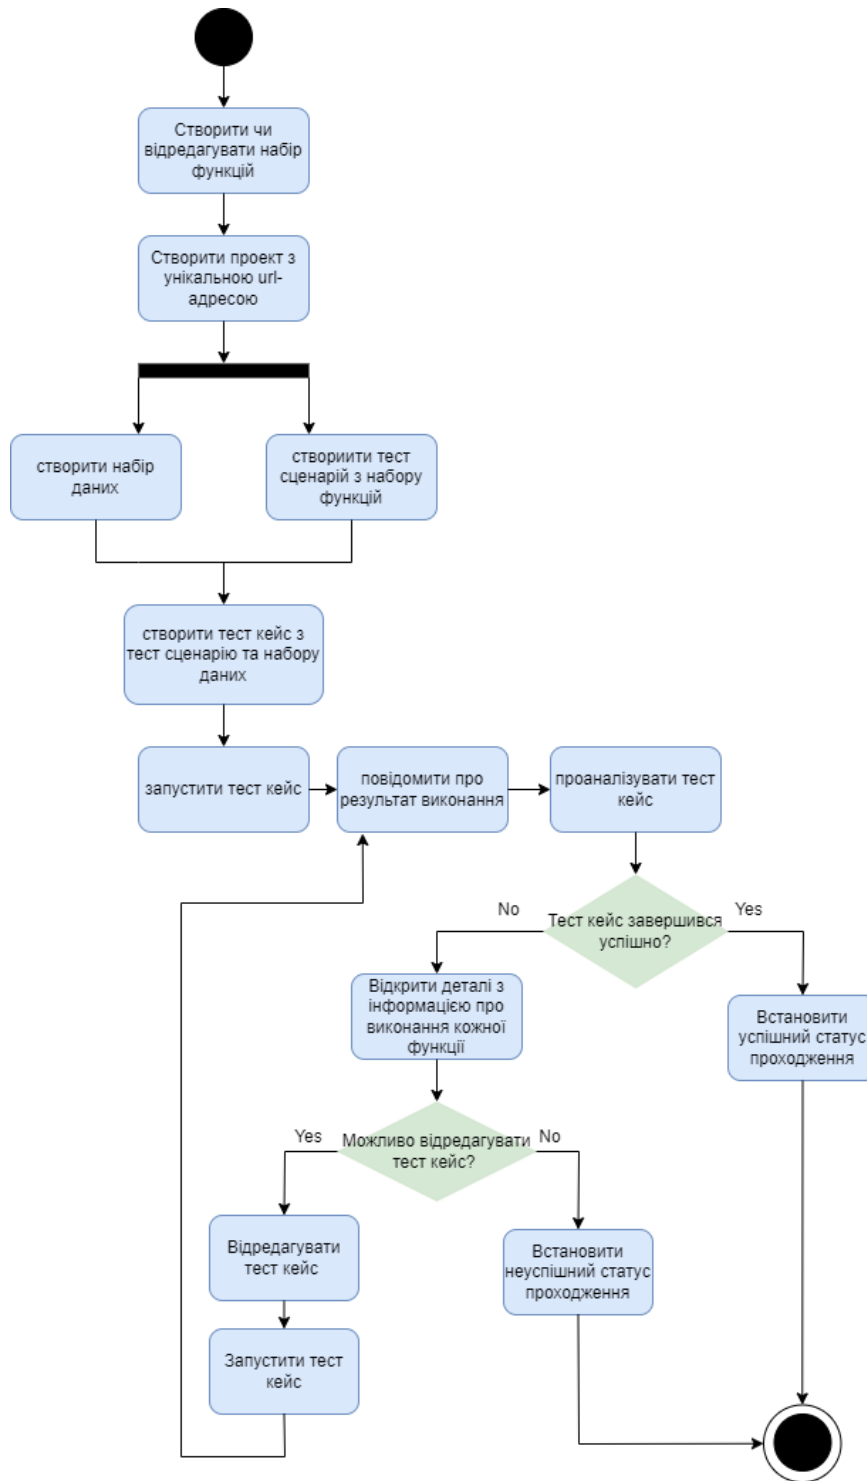 Створити чи
відредагувати набір
функцій
Створити проект з
унікальною url-
адресою
створити набір
даних
створиити тест
сценарій з набору
функцій
створити тест кейс з
тест сценарію та набору
даних
запустити тест кейс
повідомити про
результат виконання
проаналізувати тест
кейс
No
Тест кейс завершився
успішно?
Yes
Відкрити деталі з
інформацією про
виконання кожної
функції
Встановити
успішний статус
проходження
Yes
Можливо відредагувати
тест кейс?
No
Відредагувати
тест кейс
Встановити
неуспішний статус
проходження
Запустити тест
кейс